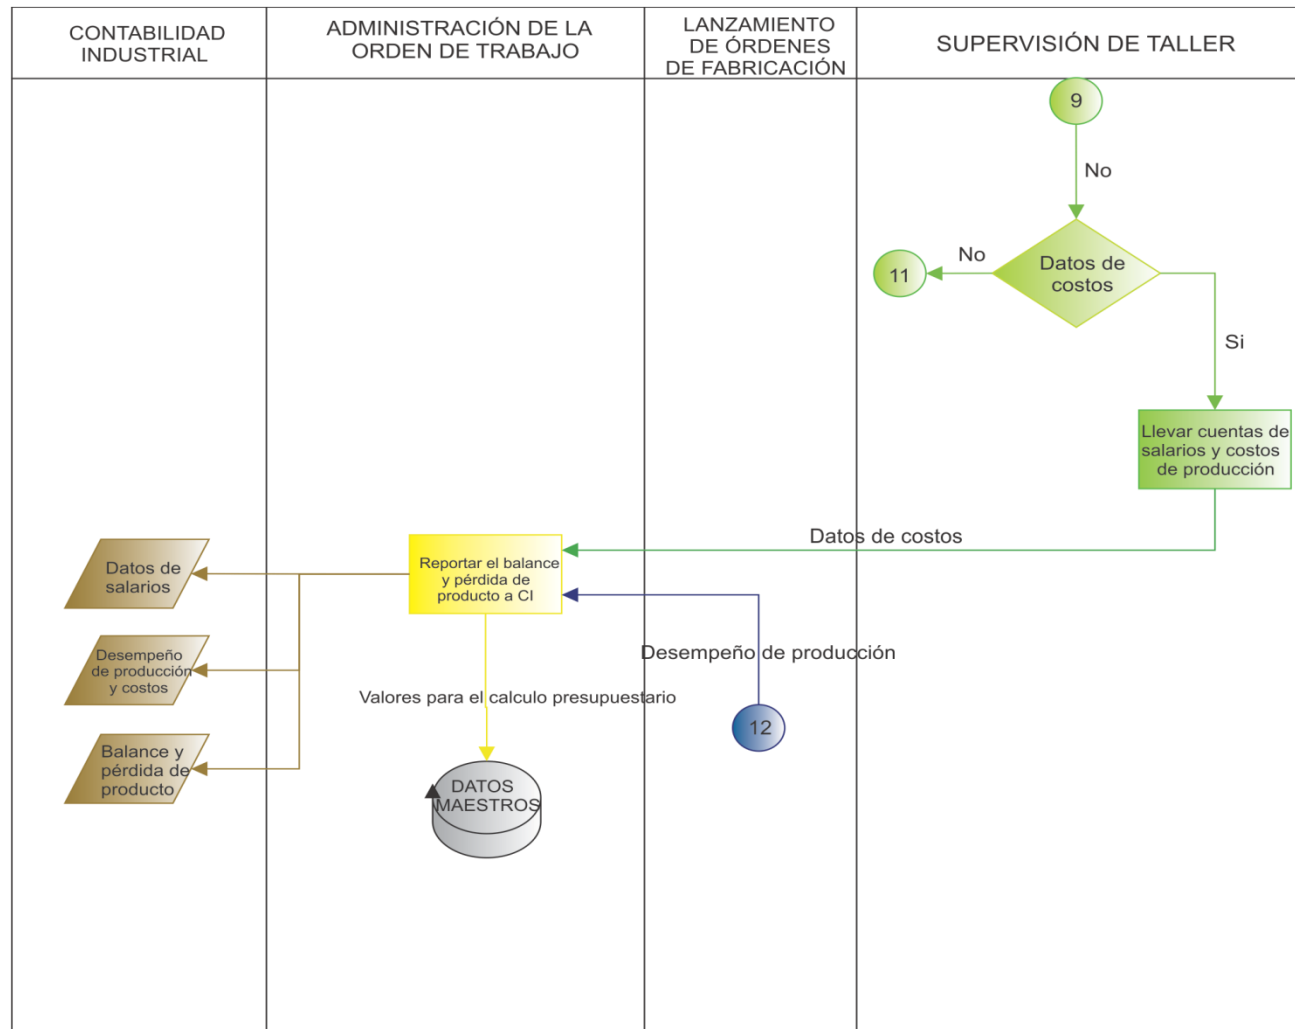 CONTABILIDAD
INDUSTRIAL
ADMINISTRACIÓN DE LA
ORDEN DE TRABAJO
LANZAMIENTO
DE ÓRDENES
DE FABRICACIÓN
SUPERVISIÓN DE TALLER
9
No
Datos de
costos
No
11
Si
Llevar cuentas de
salarios y costos
de producción
Datos de costos
Reportar el balance
y pérdida de
producto a CI
Datos de
salarios
Desempeño
de producción
y costos
Balance y
pérdida de
producto
Desempeño de producción
12
Valores para el calculo presupuestario
DATOS
MAESTROS